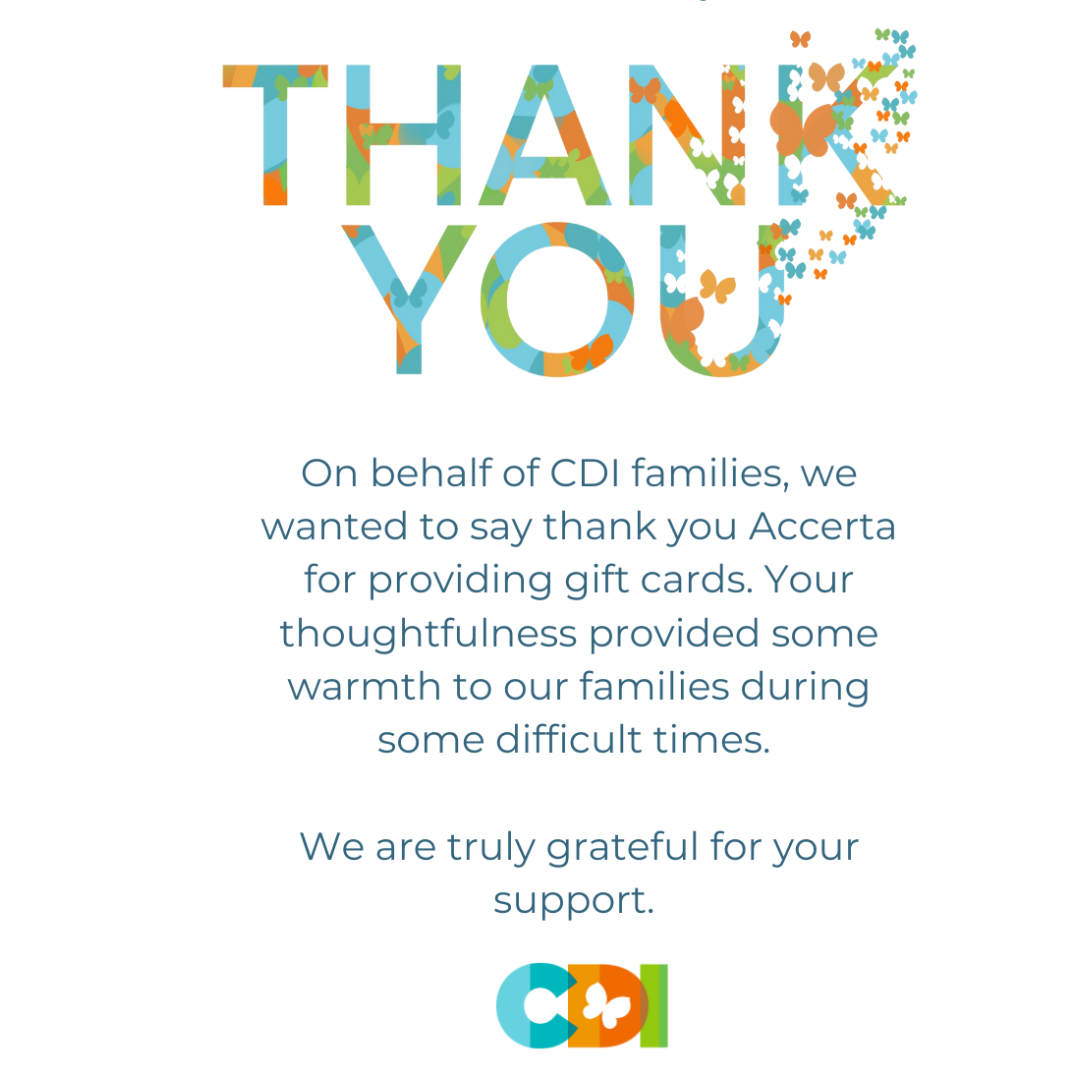 THANK
YOU
On behalf of CDI families, we
wanted to say thank you Accerta
for providing gift cards. Your
thoughtfulness provided some
warmth to our families during
some difficult times.
We are truly grateful for your
support.
CDI